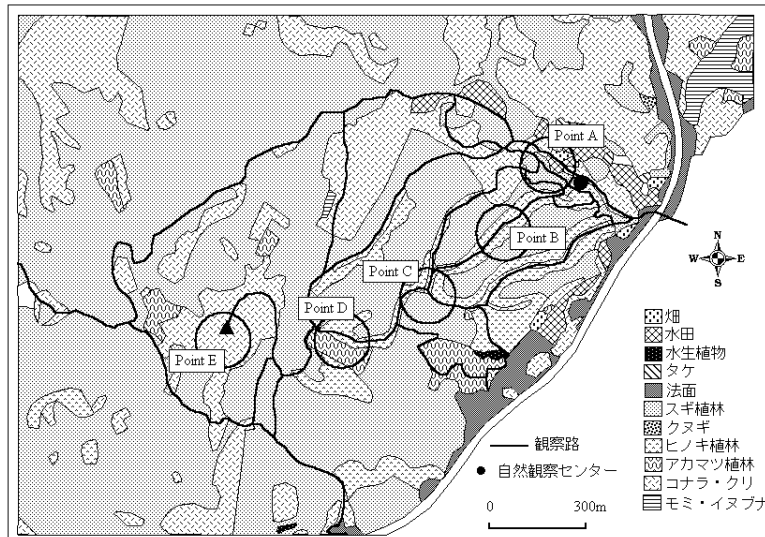 Point A
Point B
Point C
Point D
Point E
N
W E
S
畑
水田
水生植物
タケ
法面
スギ植林
クヌギ
ヒノキ植林
アカマツ植林
コナラ・クリ
モミ・イヌブナ
観察路
自然観察センター
0 300m